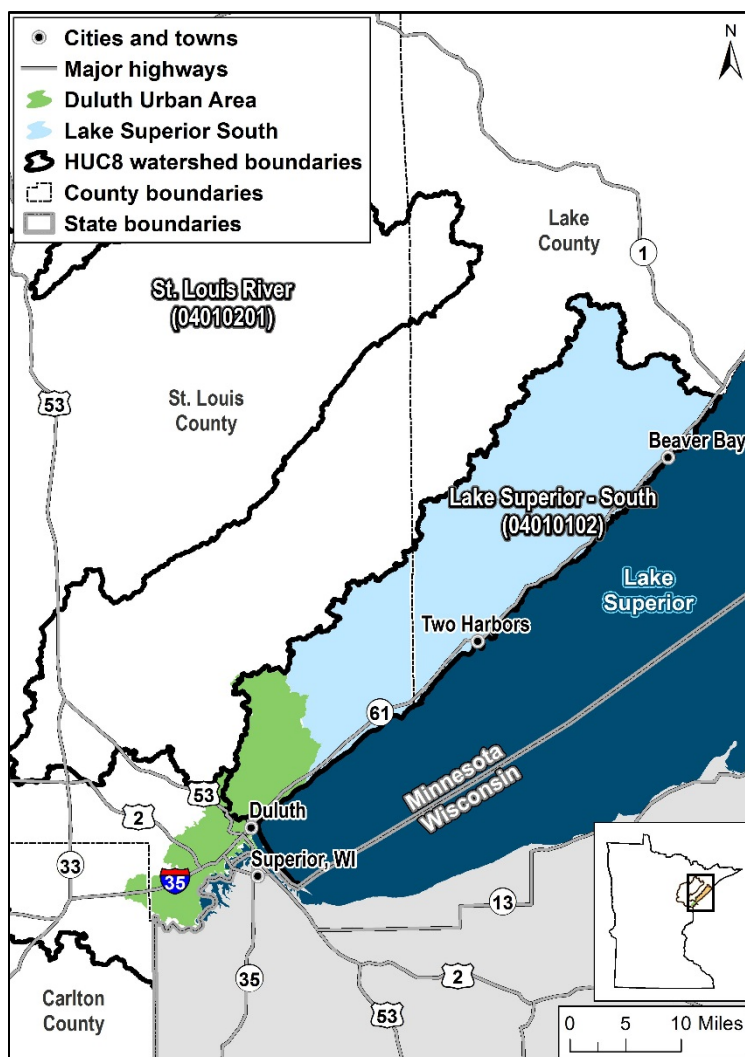 Cities and towns
Major highways
Duluth Urban Area
Lake Superior South
HUC8 watershed boundaries
County boundaries
State boundaries
N
Lake
County
1
St. Louis River
(04010201)
St. Louis
County
53
Beaver Bay
Lake Superior - South
(04010102)
Lake
Superior
Two Harbors
61
Minnesota
Wisconsin
53
2
Duluth
33
Superior, WI
35
13
35
2
53
Carlton
County
0 5 10 Miles